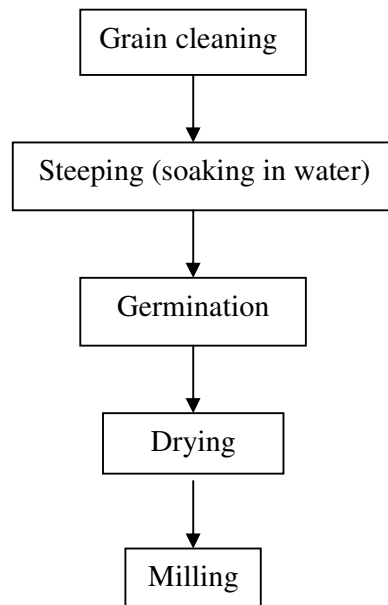 Grain cleaning
Steeping (soaking in water)
Germination
Drying
Milling